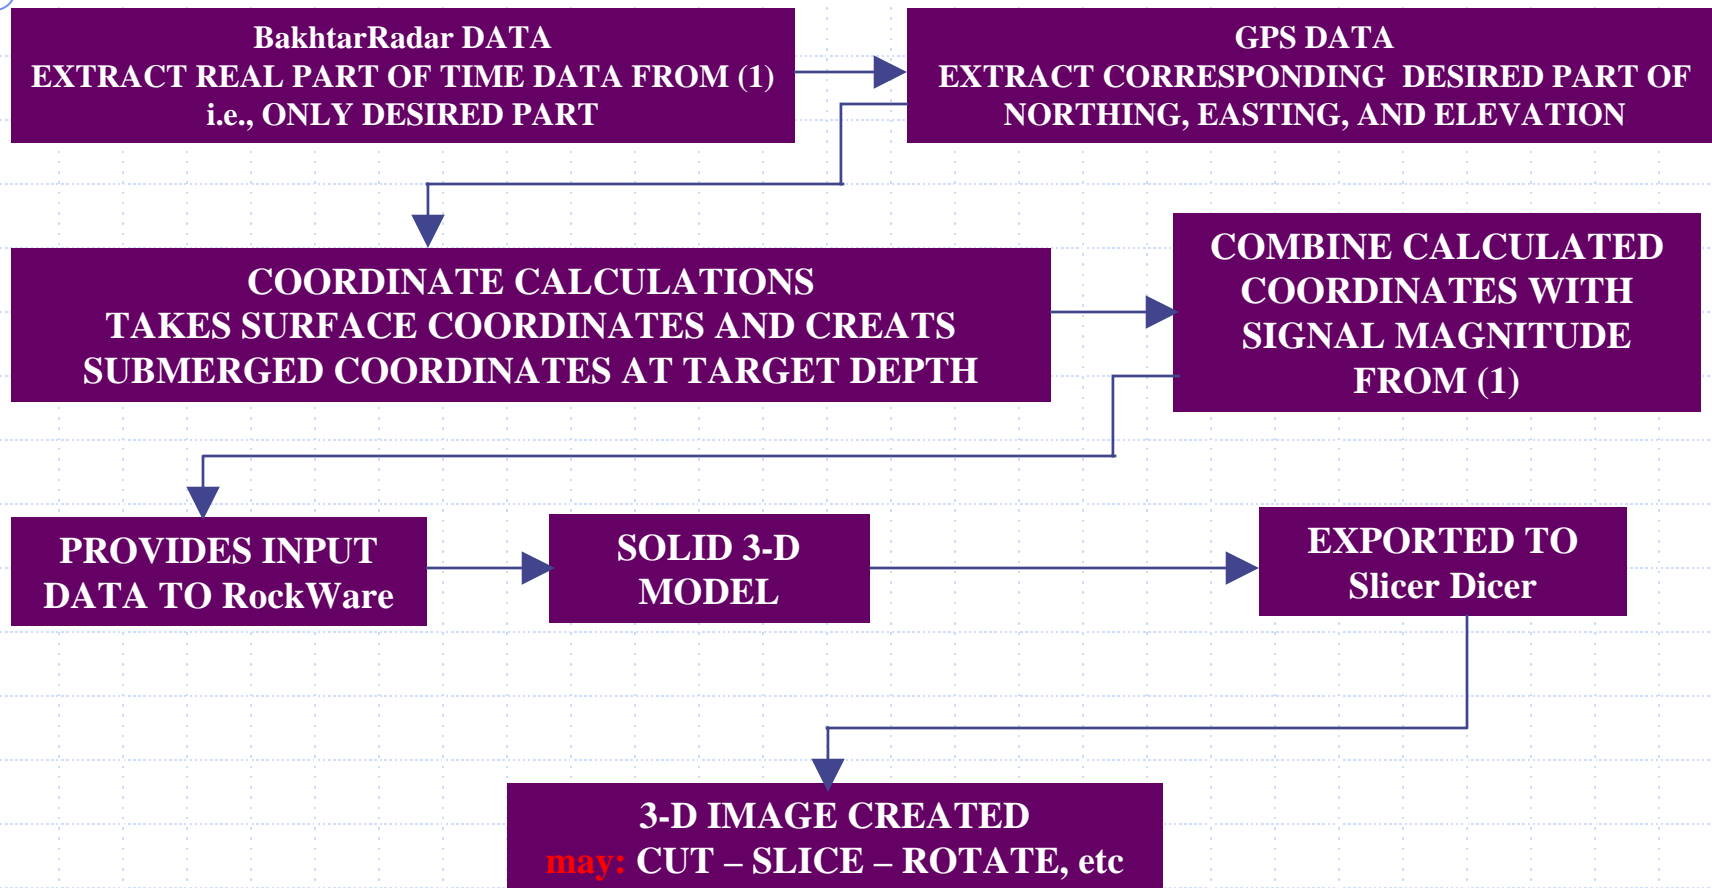 BakhtarRadar DATA
EXTRACT REAL PART OF TIME DATA FROM (1)
i.e., ONLY DESIRED PART
GPS DATA
EXTRACT CORRESPONDING DESIRED PART OF
NORTHING, EASTING, AND ELEVATION
COORDINATE CALCULATIONS
TAKES SURFACE COORDINATES AND CREATS
SUBMERGED COORDINATES AT TARGET DEPTH
COMBINE CALCULATED
COORDINATES WITH
SIGNAL MAGNITUDE
FROM (1)
PROVIDES INPUT
DATA TO RockWare
SOLID 3-D
MODEL
EXPORTED TO
Slicer Dicer
3-D IMAGE CREATED
may: CUT – SLICE – ROTATE, etc